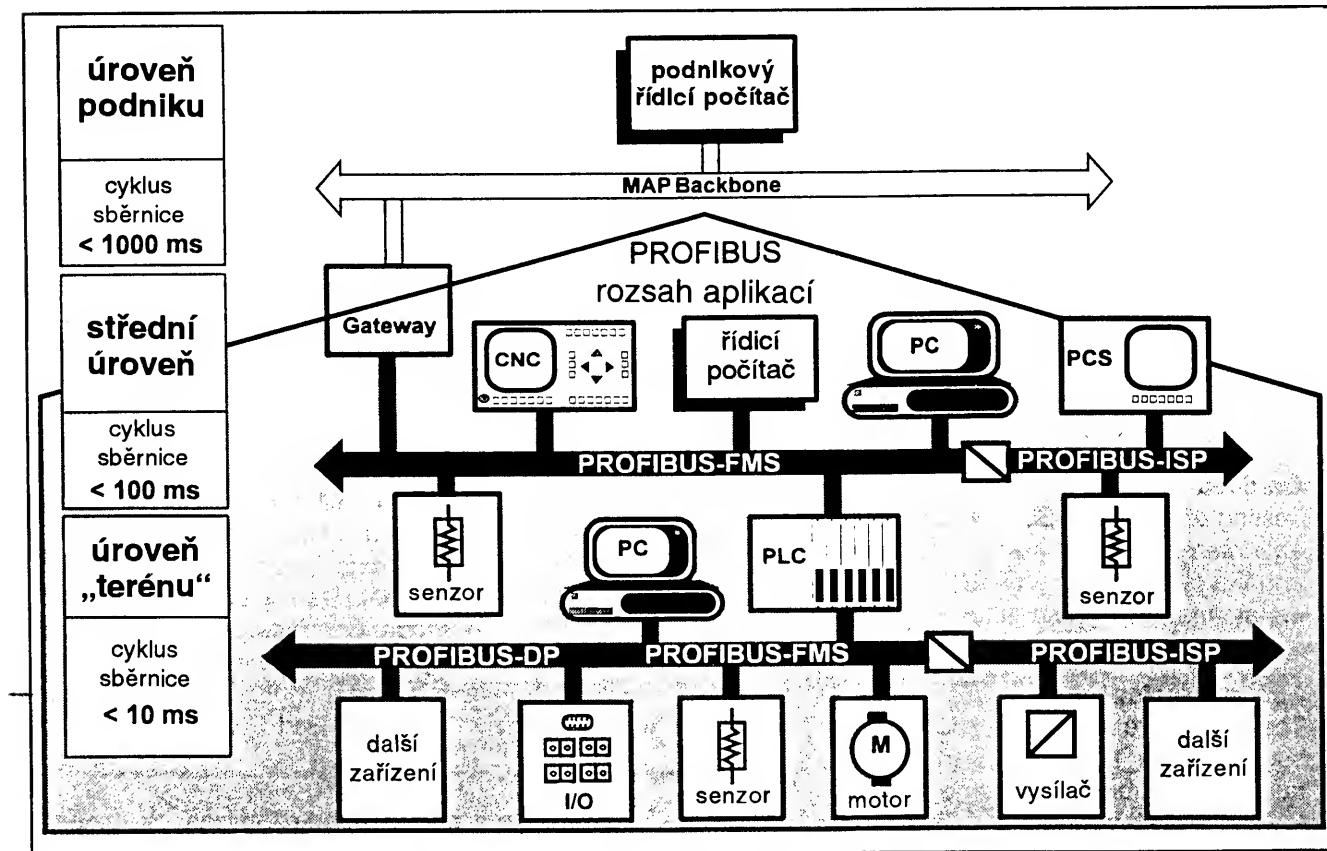 úroveň
podniku
cyklus
sběrnice
< 1000 ms
střední
úroveň
cyklus
sběrnice
< 100 ms
úroveň
„terénu“
cyklus
sběrnice
< 10 ms
podnikový
řídicí počítač
MAP Backbone
PROFIBUS
rozsah aplikací
Gateway
CNC
řídicí
počítač
PC
PCS
PROFIBUS-FMS
PROFIBUS-ISP
senzor
PC
PLC
senzor
PROFIBUS-DP
PROFIBUS-FMS
PROFIBUS-ISP
další
zařízení
I/O
senzor
M
motor
vysílač
další
zařízení